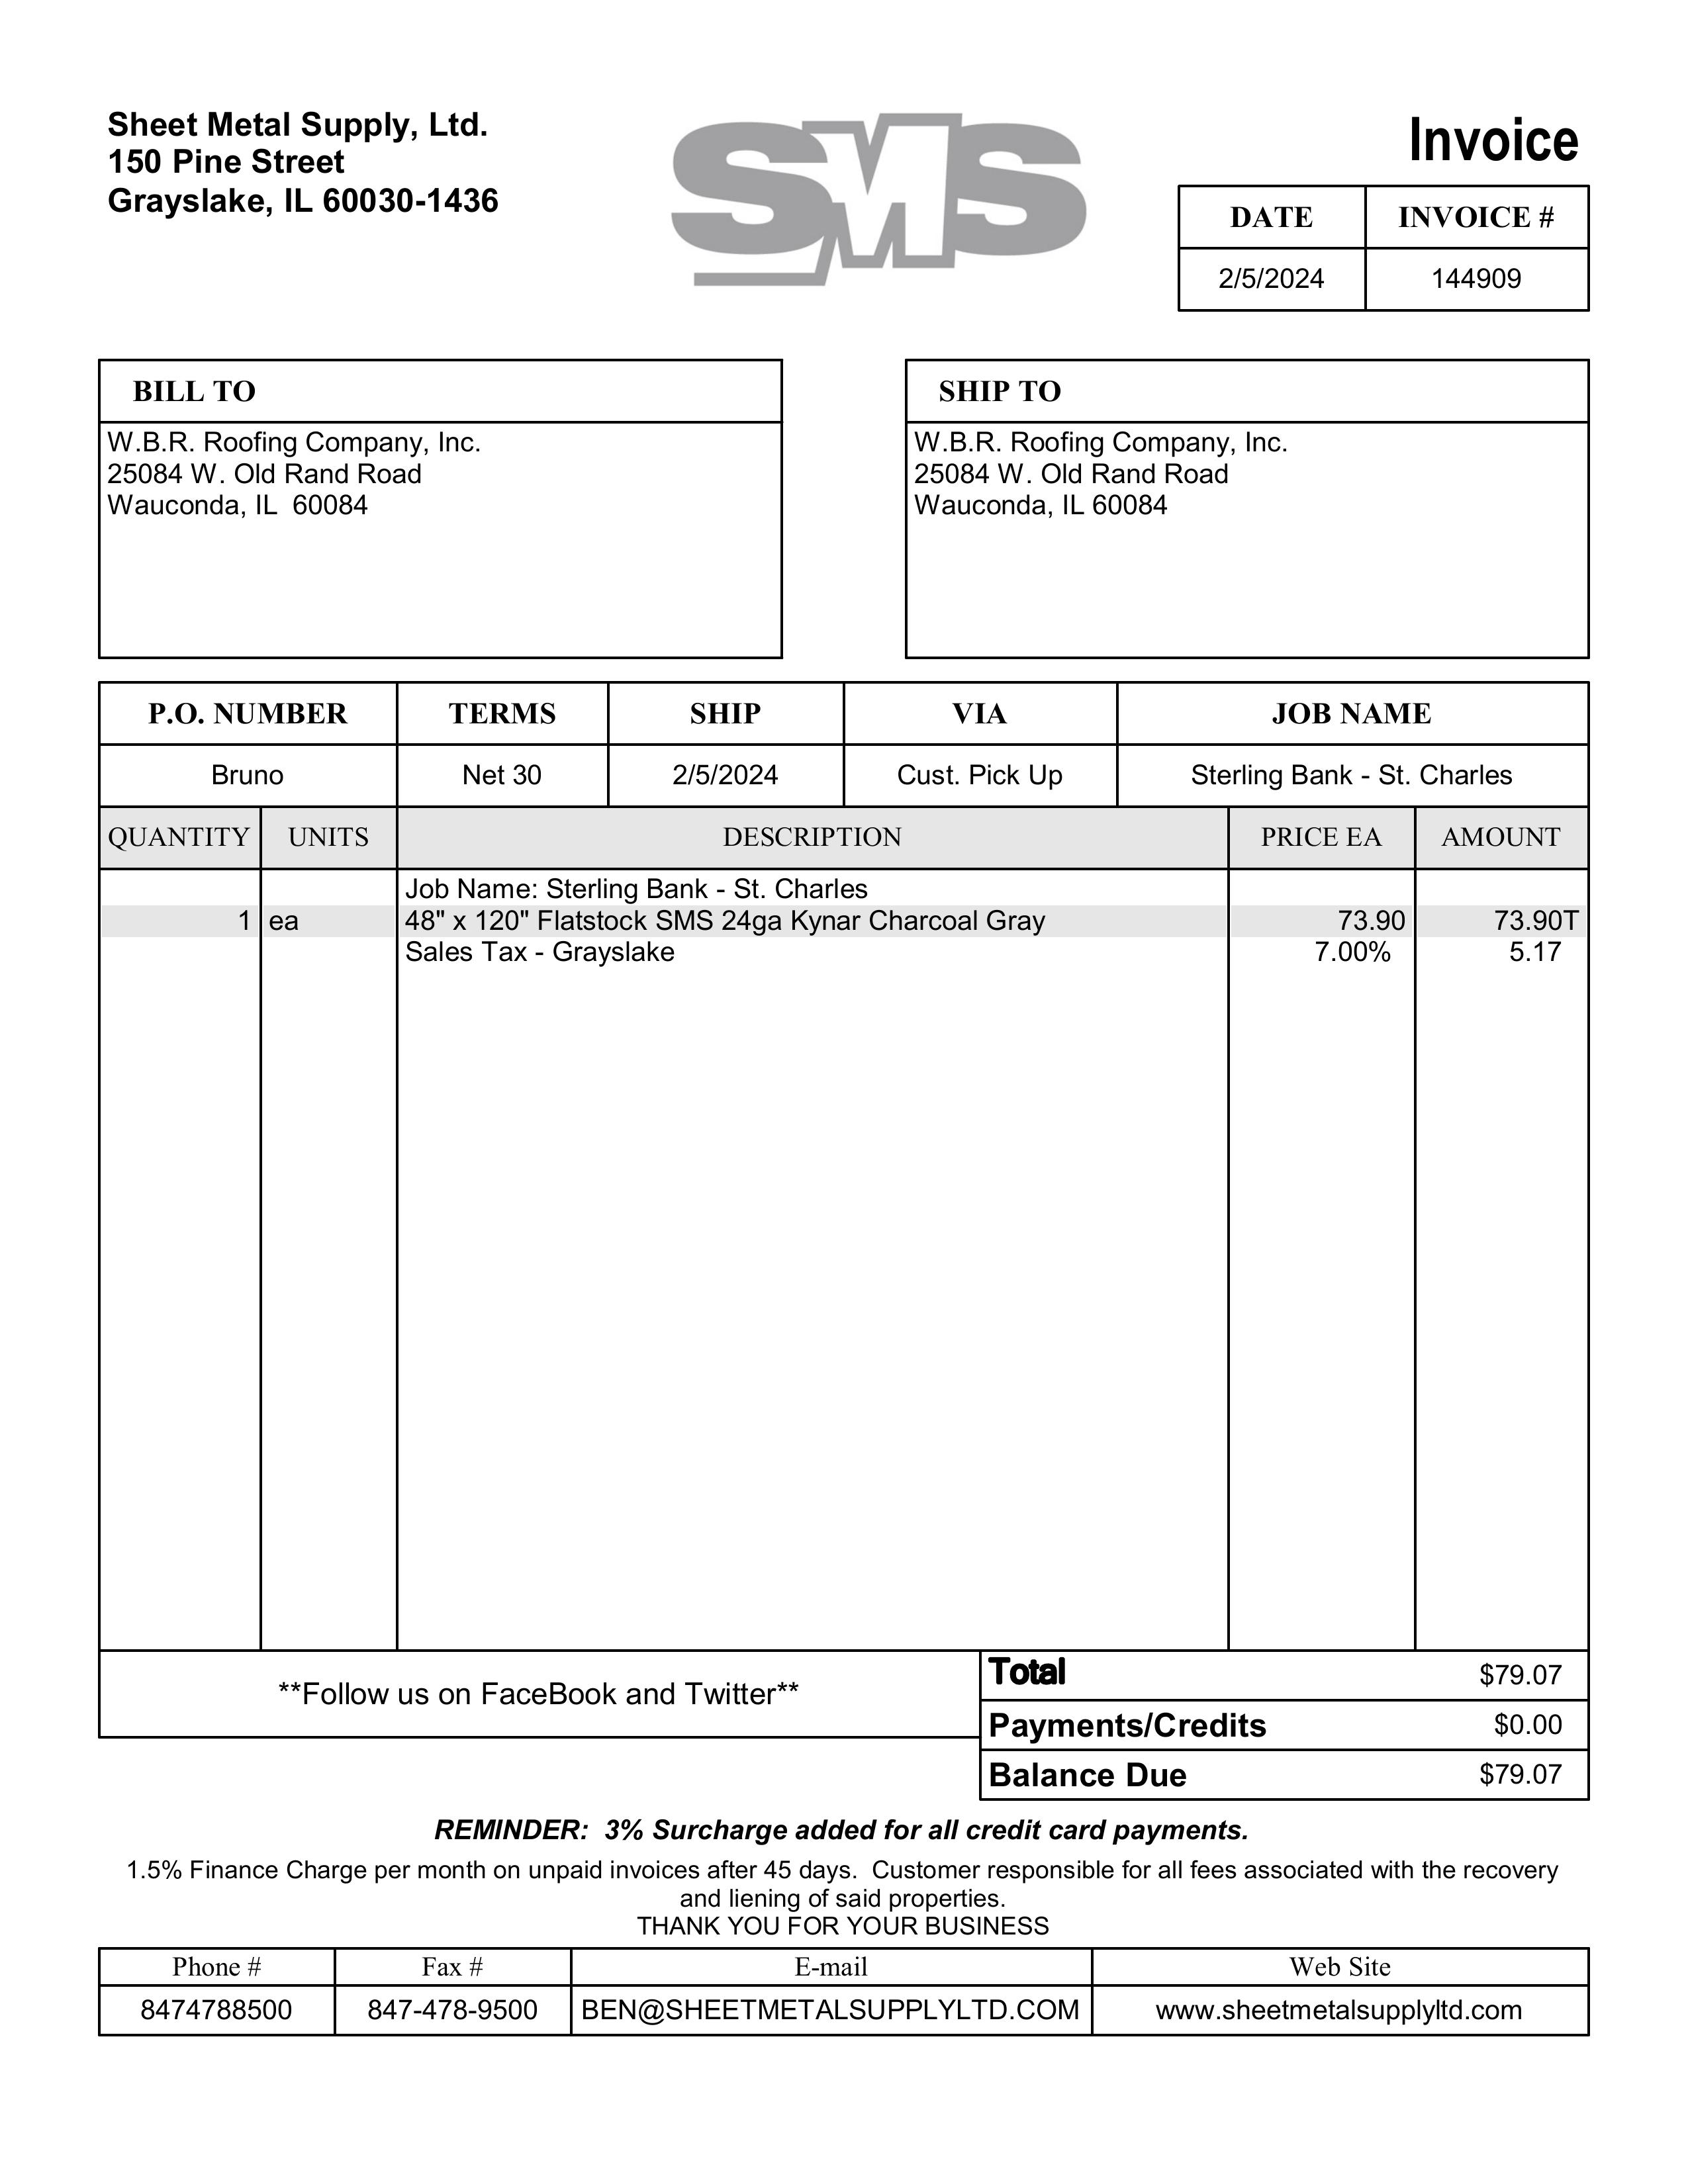 Sheet Metal Supply, Ltd.
150 Pine Street
Grayslake, IL 60030-1436
SMS
Invoice
DATE INVOICE #
2/5/2024 144909
BILL TO
W.B.R. Roofing Company, Inc.
25084 W. Old Rand Road
Wauconda, IL  60084
SHIP TO
W.B.R. Roofing Company, Inc.
25084 W. Old Rand Road
Wauconda, IL 60084
P.O. NUMBER TERMS SHIP VIA JOB NAME
Bruno Net 30 2/5/2024 Cust. Pick Up Sterling Bank - St. Charles
QUANTITY UNITS DESCRIPTION PRICE EA AMOUNT
Job Name: Sterling Bank - St. Charles
1 ea 48" x 120" Flatstock SMS 24ga Kynar Charcoal Gray 73.90 73.90T
Sales Tax - Grayslake 7.00% 5.17
**Follow us on FaceBook and Twitter**
Total $79.07
Payments/Credits $0.00
Balance Due $79.07
REMINDER:  3% Surcharge added for all credit card payments.
1.5% Finance Charge per month on unpaid invoices after 45 days.  Customer responsible for all fees associated with the recovery
and liening of said properties.
THANK YOU FOR YOUR BUSINESS
Phone # Fax # E-mail Web Site
8474788500 847-478-9500 BEN@SHEETMETALSUPPLYLTD.COM www.sheetmetalsupplyltd.com